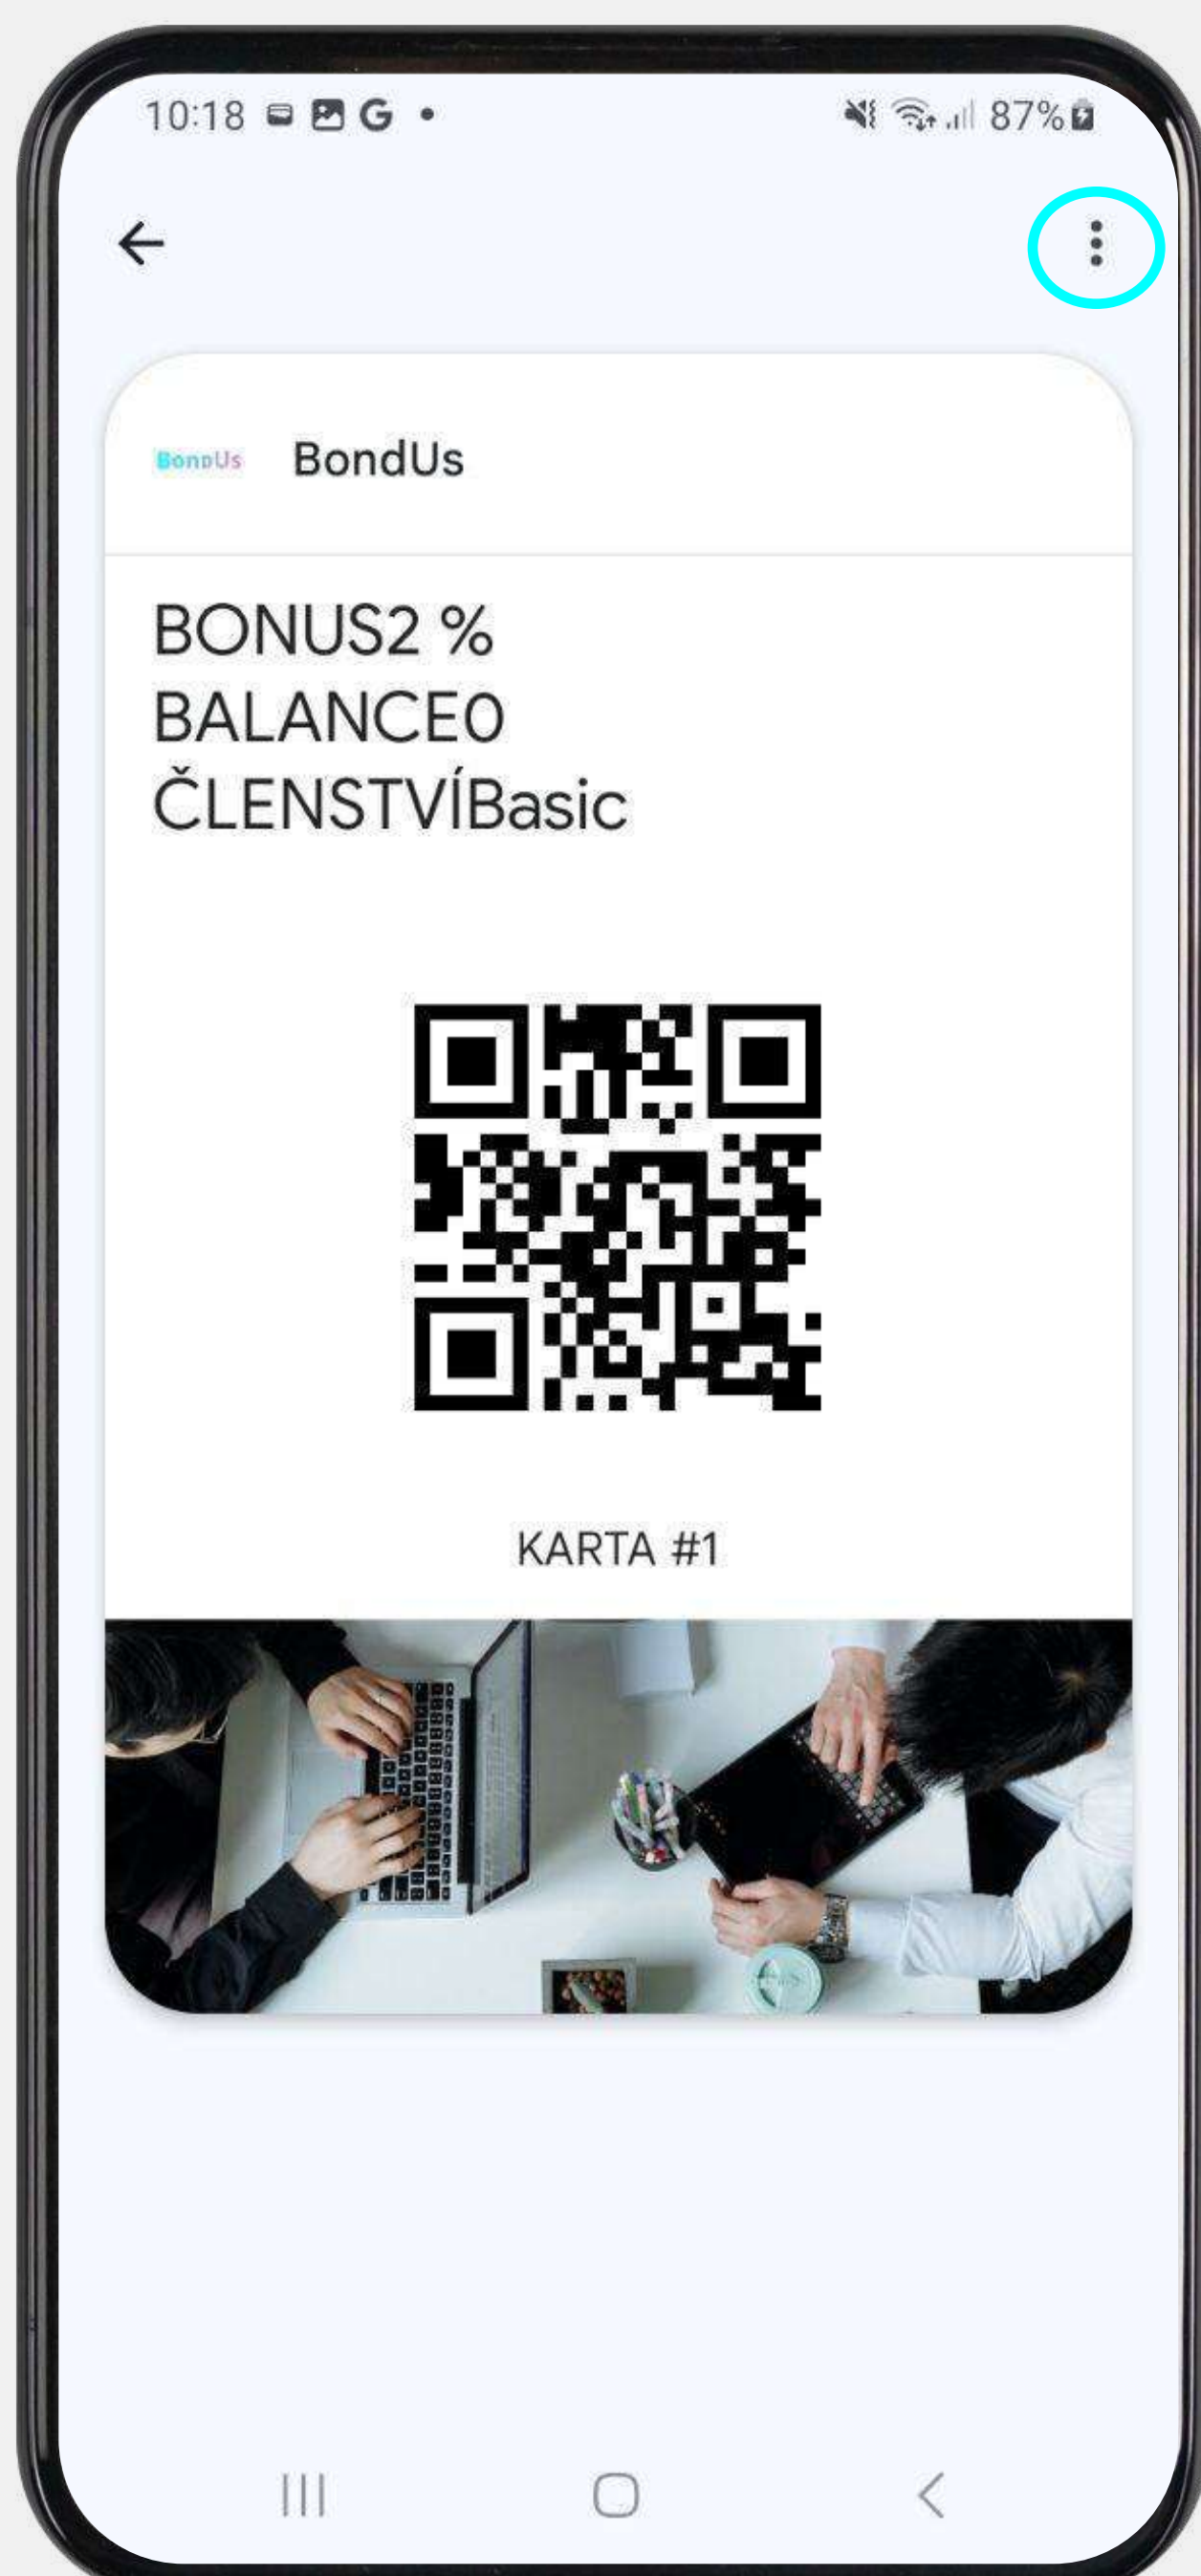 10:18 G 87%
BondUs BondUs
BONUS2 %
BALANCE0
ČLENSTVÍBasic
KARTA #1